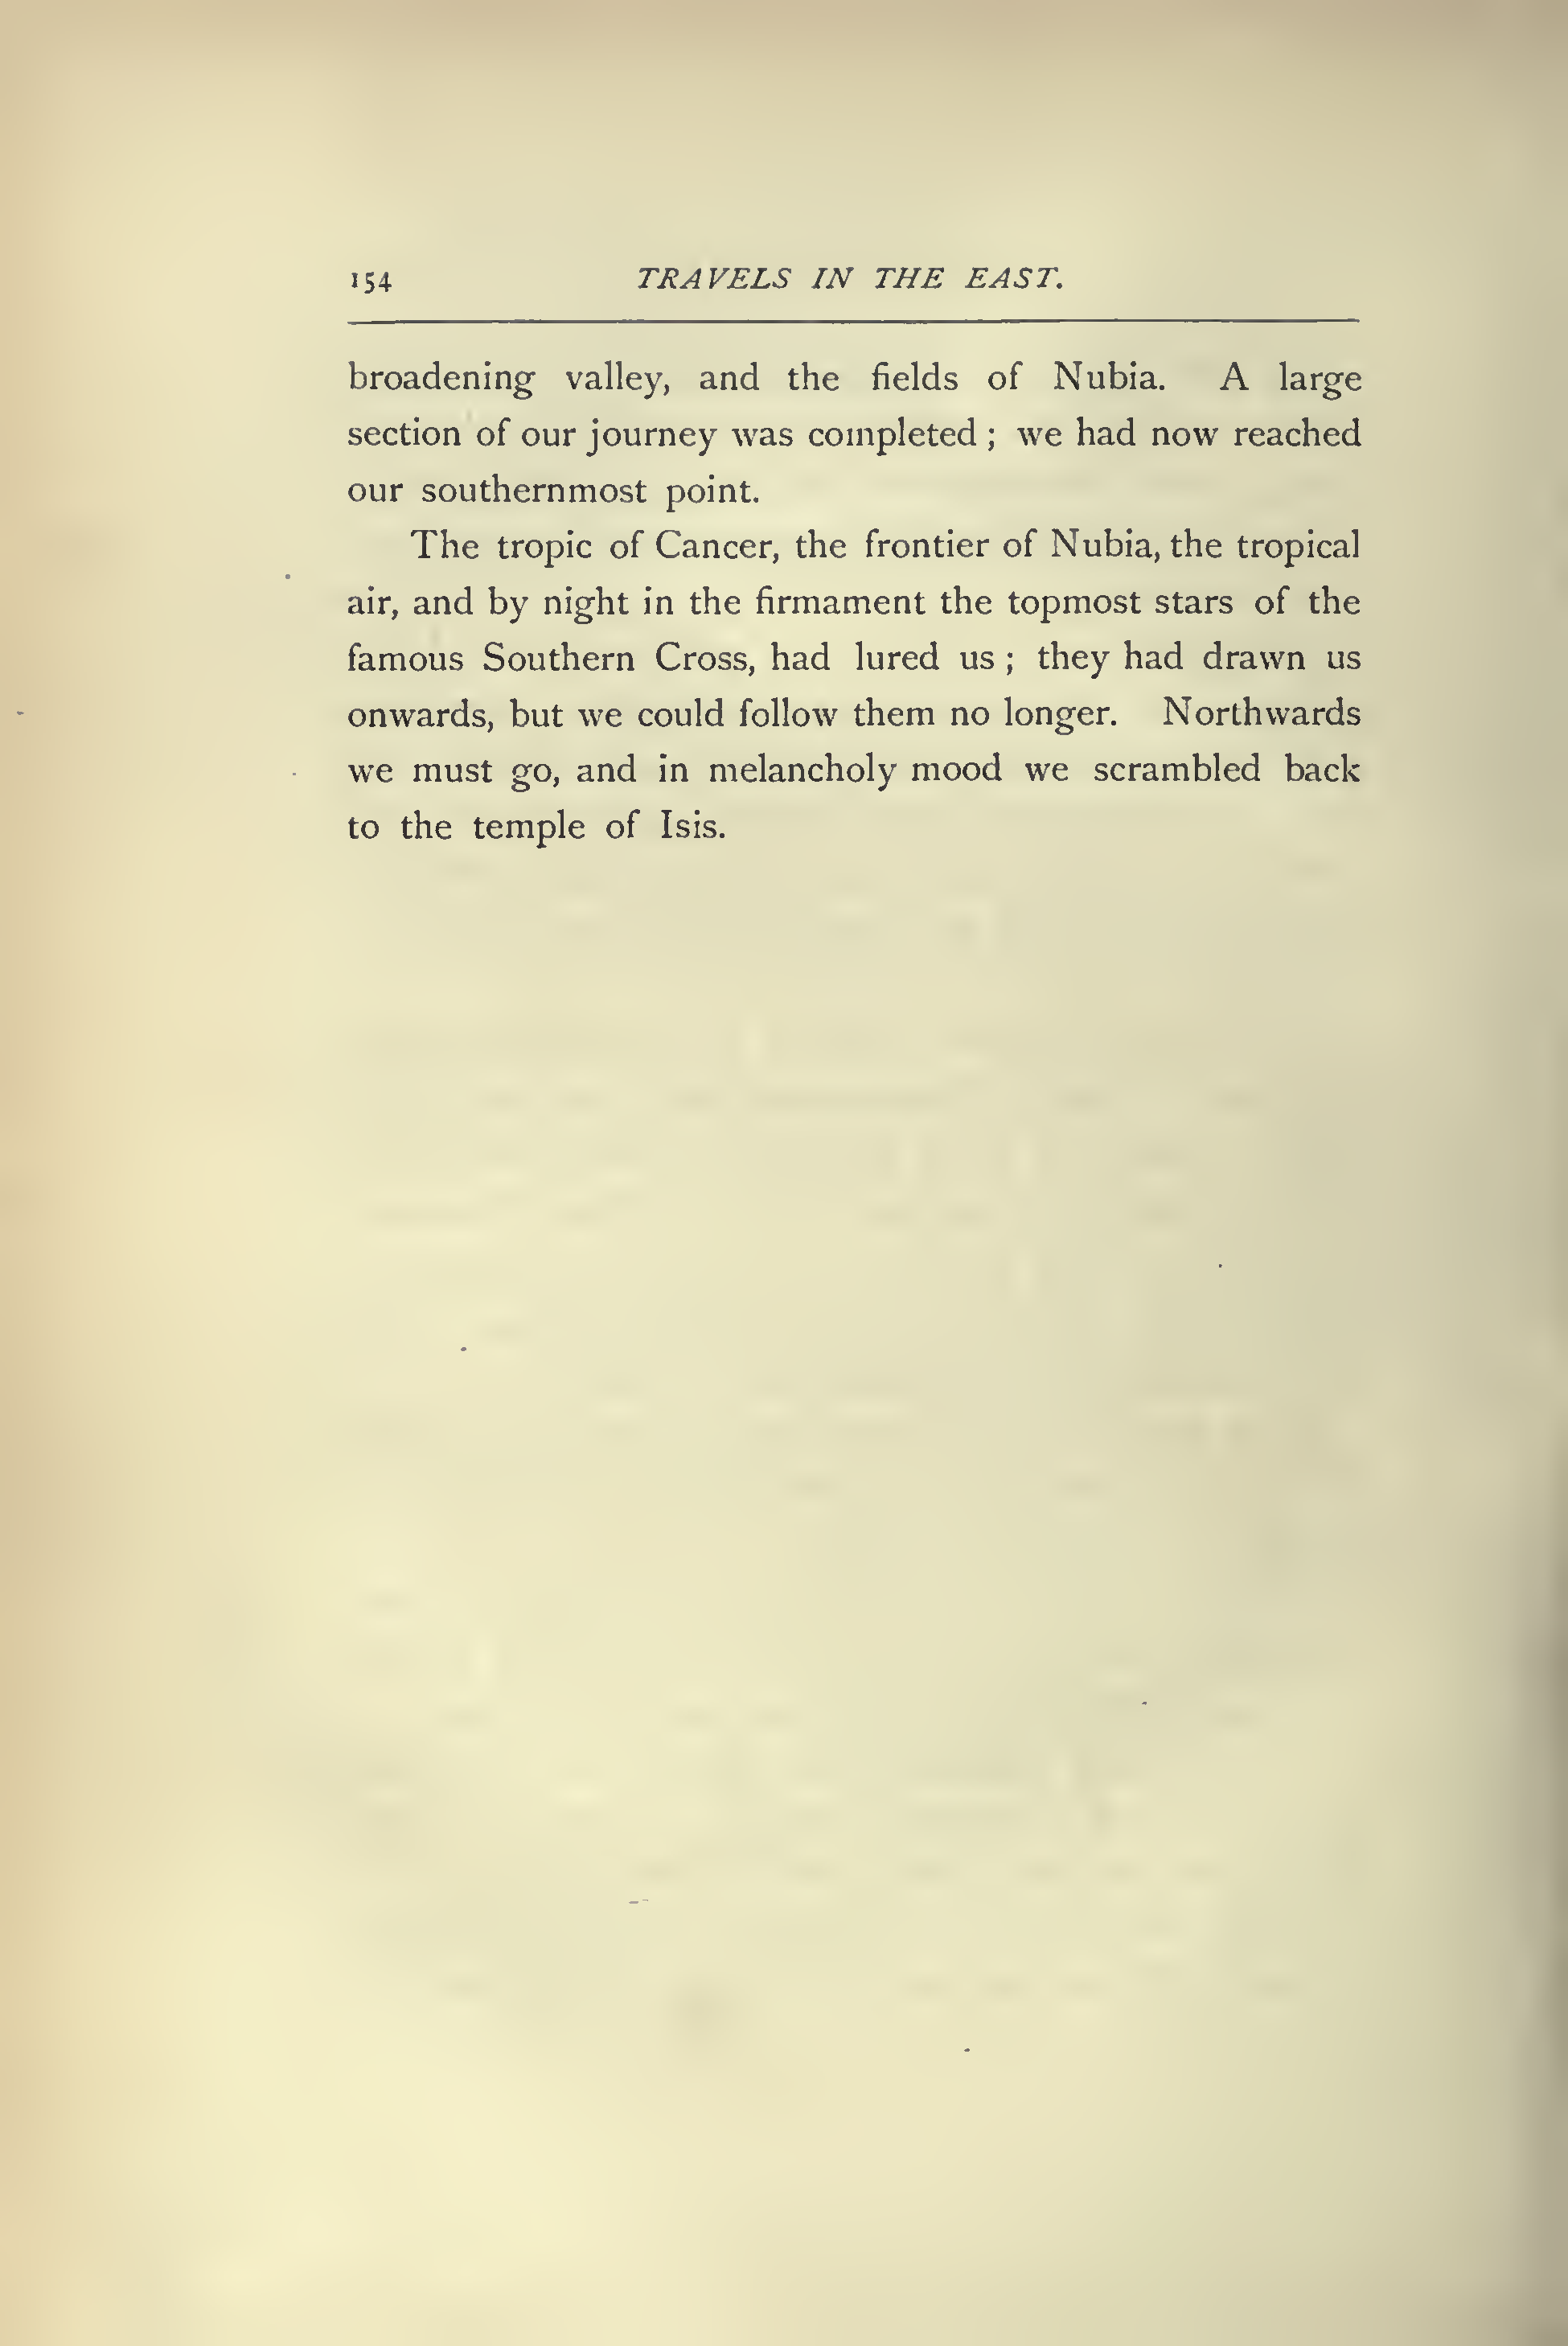 154 TRAVELS IN THE EAST.
broadening valley, and the fields of Nubia. A large
section of our journey was completed ; we had now reached
our southernmost point.
The tropic of Cancer, the frontier of Nubia, the tropical
air, and by night in the firmament the topmost stars of the
famous Southern Cross, had lured us ; they had drawn us
onwards, but we could follow them no longer. Northwards
we must go, and in melancholy mood we scrambled back
to the temple of Isis.